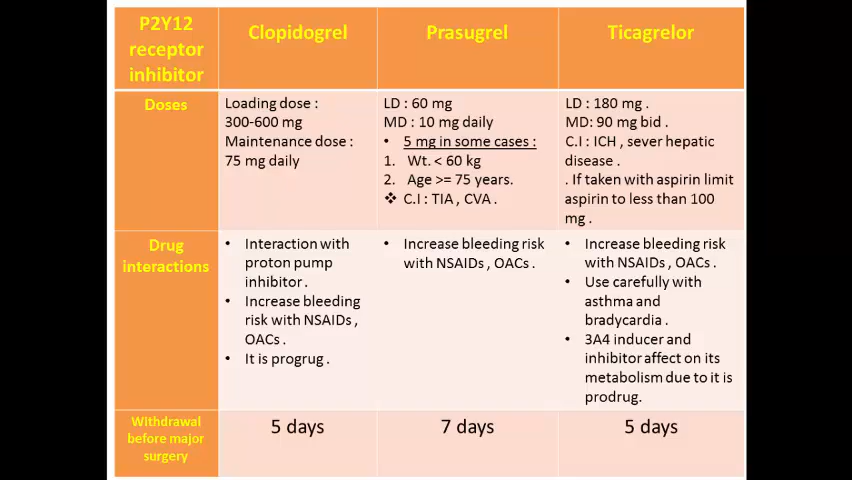 P2Y12
receptor
inhibitor
Clopidogrel
Prasugrel
Ticagrelor
Doses
Loading dose :
300-600 mg
Maintenance dose :
75 mg daily
LD : 60 mg
MD : 10 mg daily
• 5 mg in some cases :
1. Wt. < 60 kg
2. Age >= 75 years.
❖ C.I : TIA , CVA .
LD : 180 mg .
MD: 90 mg bid .
C.I : ICH , sever hepatic
disease .
. If taken with aspirin limit
aspirin to less than 100
mg .
Drug
interactions
• Interaction with
proton pump
inhibitor .
• Increase bleeding
risk with NSAIDs ,
OACs .
• It is progrug .
• Increase bleeding risk
with NSAIDs , OACs .
• Increase bleeding risk
with NSAIDs , OACs .
• Use carefully with
asthma and
bradycardia .
• 3A4 inducer and
inhibitor affect on its
metabolism due to it is
prodrug.
Withdrawal
before major
surgery
5 days
7 days
5 days